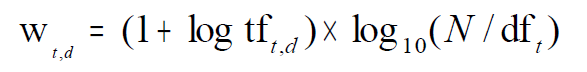 w_{t,d} = (1+ log tf_{t,d}) × log_{10}(N / df_t)